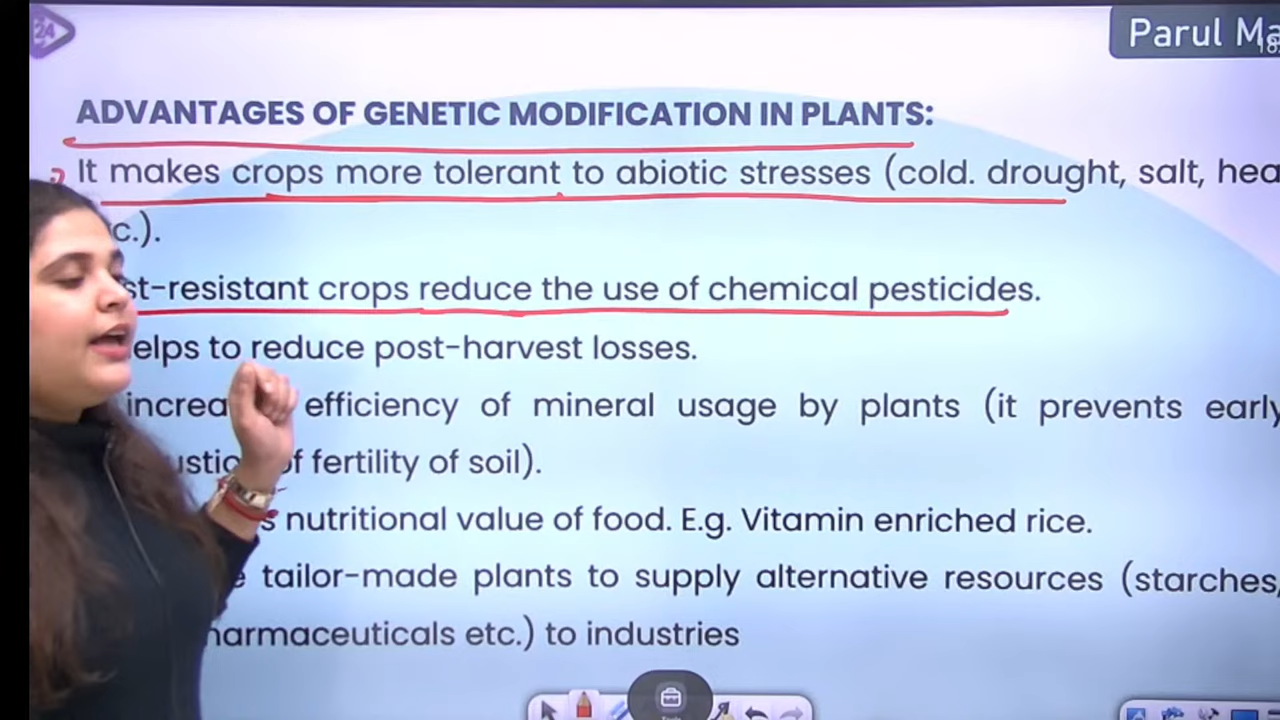 24
Parul Ma
ADVANTAGES OF GENETIC MODIFICATION IN PLANTS:
It makes crops more tolerant to abiotic stresses (cold. drought, salt, hea
c.).
st-resistant crops reduce the use of chemical pesticides.
elps to reduce post-harvest losses.
increa efficiency of mineral usage by plants (it prevents early
ustio of fertility of soil).
s nutritional value of food. E.g. Vitamin enriched rice.
e tailor-made plants to supply alternative resources (starches,
harmaceuticals etc.) to industries